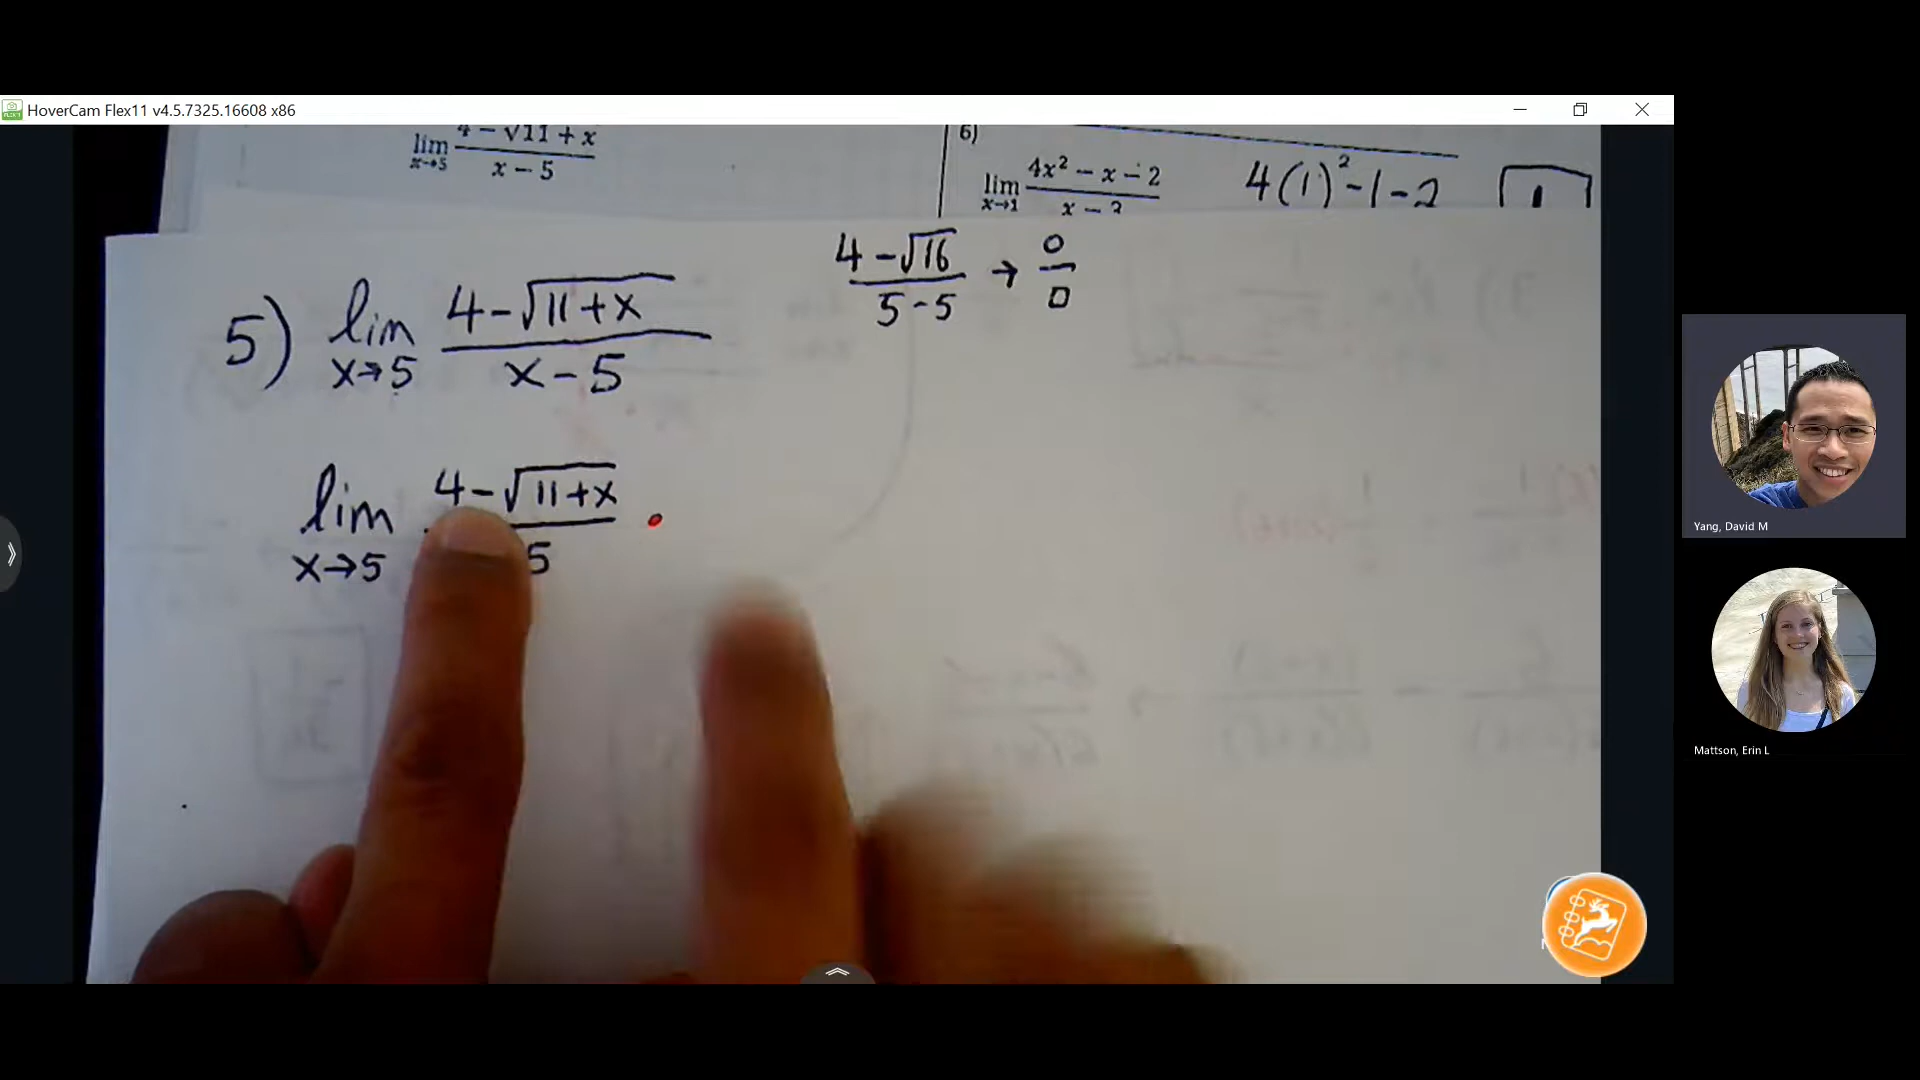 HoverCam Flex11 v4.5.7325.16608 x86
lim x→5 4 − √11 + x / x − 5
6)
lim x→1 4x² − x − 2 / x − 
4(1)² - 1 - 2
4 - √16 / 5 - 5 → 0 / 0
5) lim x→5 4 - √11 + x / x - 5
lim x→5 4 - √11 + x / 5 ·
Yang, David M
Mattson, Erin L